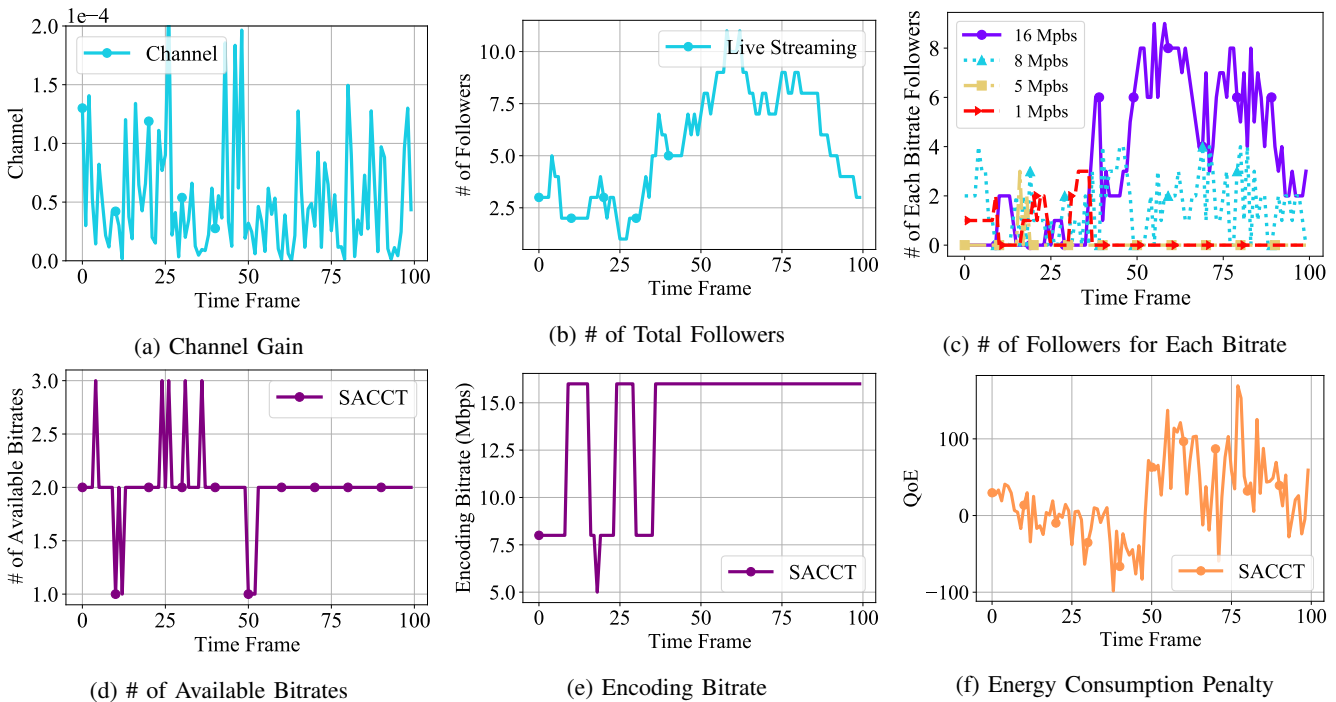 1e−4
2.0
1.5
1.0
0.5
0.0
Channel
Channel
0 25 50 75 100
Time Frame
(a) Channel Gain
10.0
7.5
5.0
2.5
# of Followers
Live Streaming
0 25 50 75 100
Time Frame
(b) # of Total Followers
8
6
4
2
0
# of Each Bitrate Followers
16 Mpbs
8 Mpbs
5 Mpbs
1 Mpbs
0 25 50 75 100
Time Frame
(c) # of Followers for Each Bitrate
3.0
2.5
2.0
1.5
1.0
# of Available Bitrates
SACCT
0 25 50 75 100
Time Frame
(d) # of Available Bitrates
15.0
12.5
10.0
7.5
5.0
Encoding Bitrate (Mbps)
SACCT
0 25 50 75 100
Time Frame
(e) Encoding Bitrate
100
0
−100
QoE
SACCT
0 25 50 75 100
Time Frame
(f) Energy Consumption Penalty